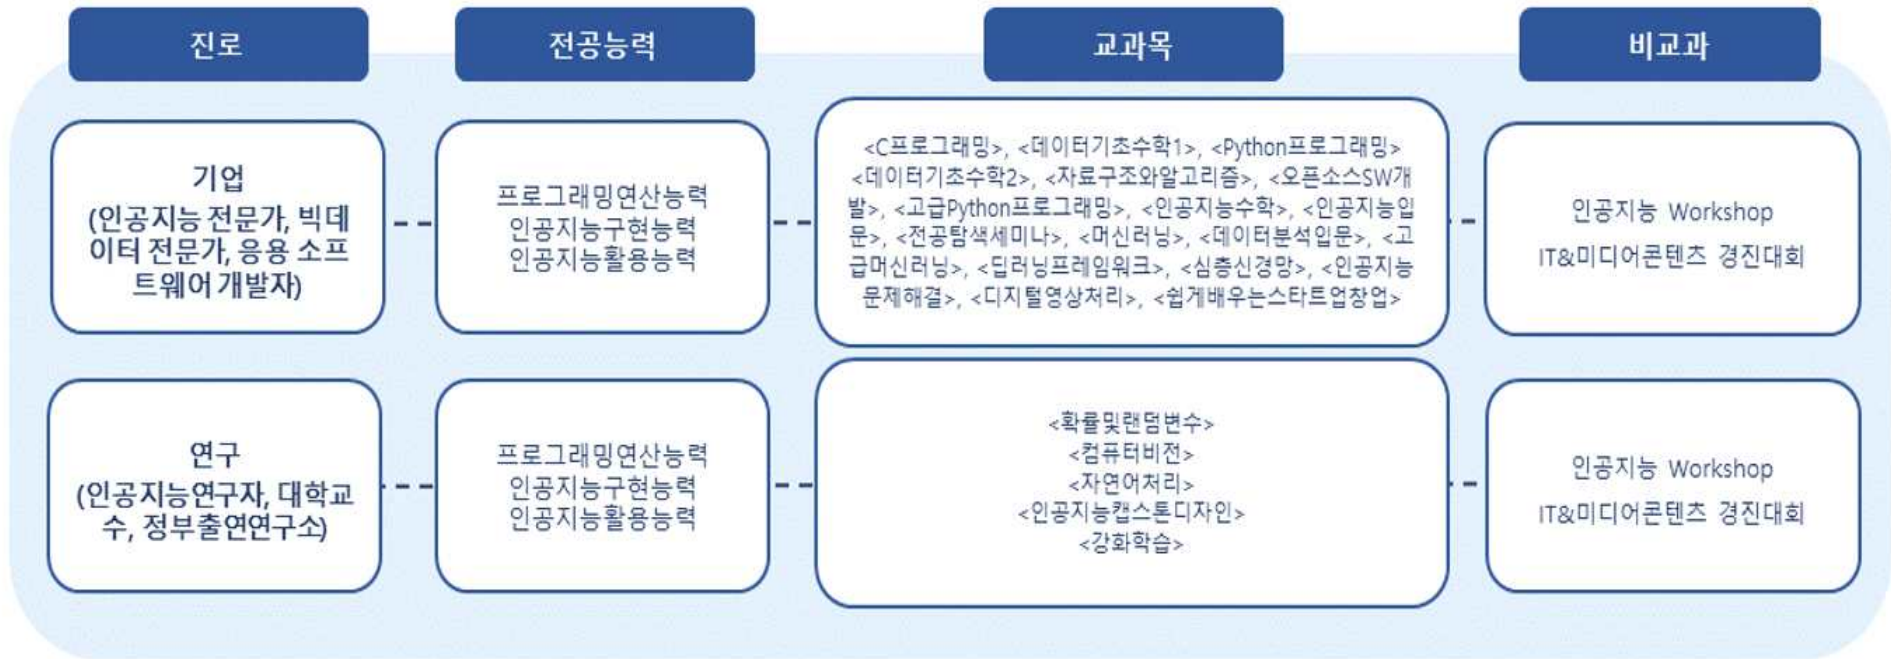 진로
전공능력
교과목
비교과
기업
(인공지능 전문가, 빅데
이터 전문가, 응용 소프
트웨어 개발자)
프로그래밍연산능력
인공지능구현능력
인공지능활용능력
<C프로그래밍>, <데이터기초수학1>, <Python프로그래밍>
<데이터기초수학2>, <자료구조와알고리즘>, <오픈소스SW개
발>, <고급Python프로그래밍>, <인공지능수학>, <인공지능입
문>, <전공탐색세미나>, <머신러닝>, <데이터분석입문>, <고
급머신러닝>, <딥러닝프레임워크>, <심층신경망>, <인공지능
문제해결>, <디지털영상처리>, <쉽게배우는스타트업창업>
인공지능 Workshop
IT&미디어콘텐츠 경진대회
연구
(인공지능연구자, 대학교
수, 정부출연연구소)
프로그래밍연산능력
인공지능구현능력
인공지능활용능력
<확률및랜덤변수>
<컴퓨터비전>
<자연어처리>
<인공지능캡스톤디자인>
<강화학습>
인공지능 Workshop
IT&미디어콘텐츠 경진대회